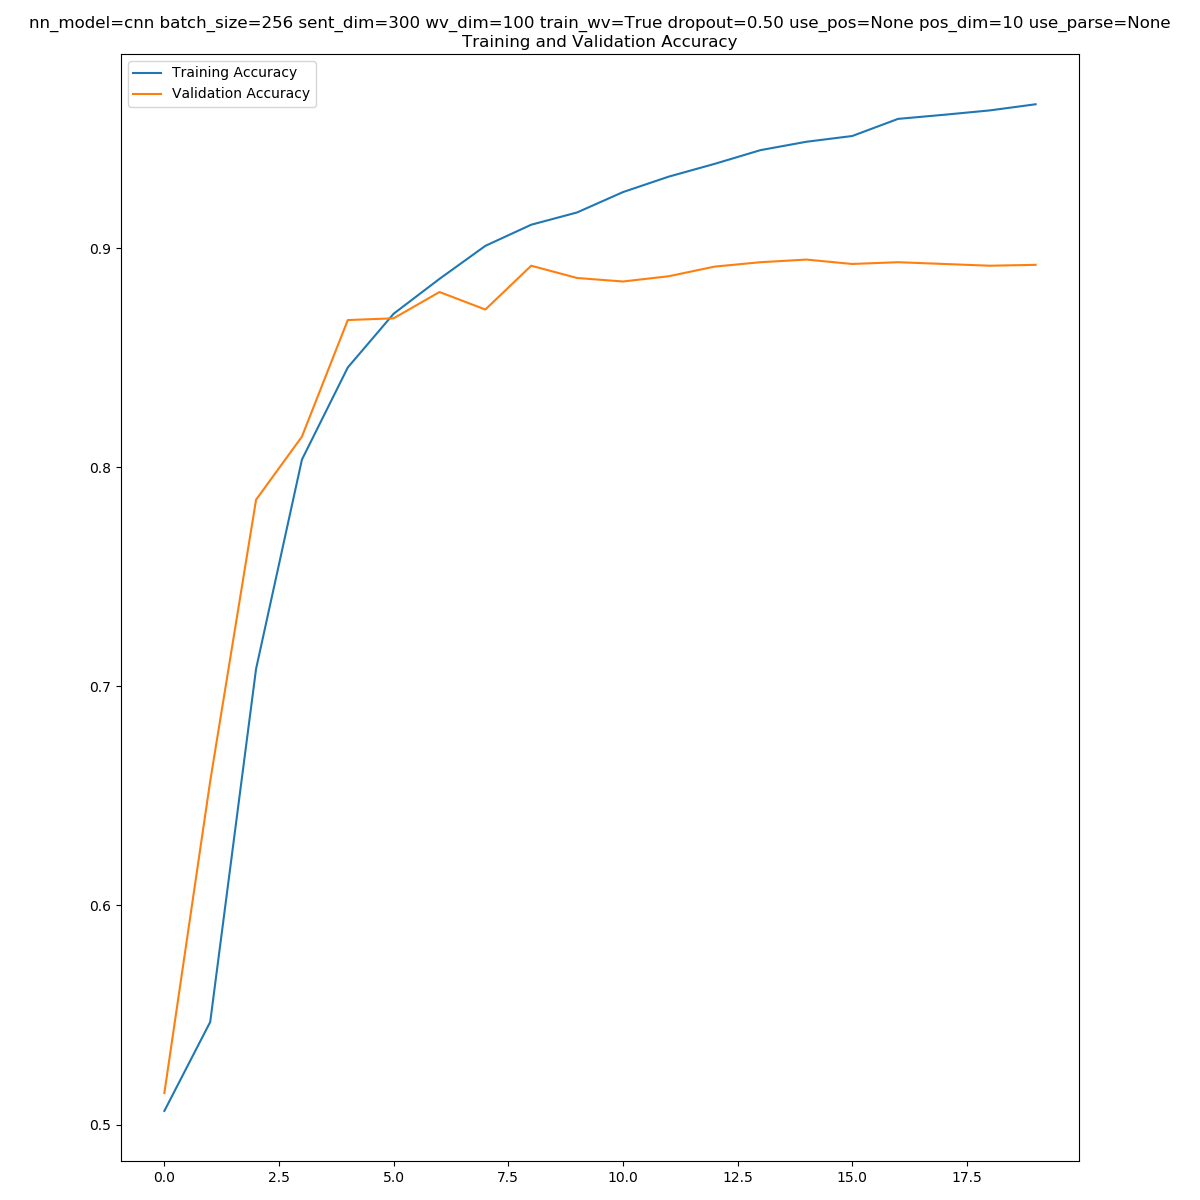 nn_model=cnn batch_size=256 sent_dim=300 wv_dim=100 train_wv=True dropout=0.50 use_pos=None pos_dim=10 use_parse=None
Training and Validation Accuracy
Training Accuracy
Validation Accuracy
0.9
0.8
0.7
0.6
0.5
0.0 2.5 5.0 7.5 10.0 12.5 15.0 17.5